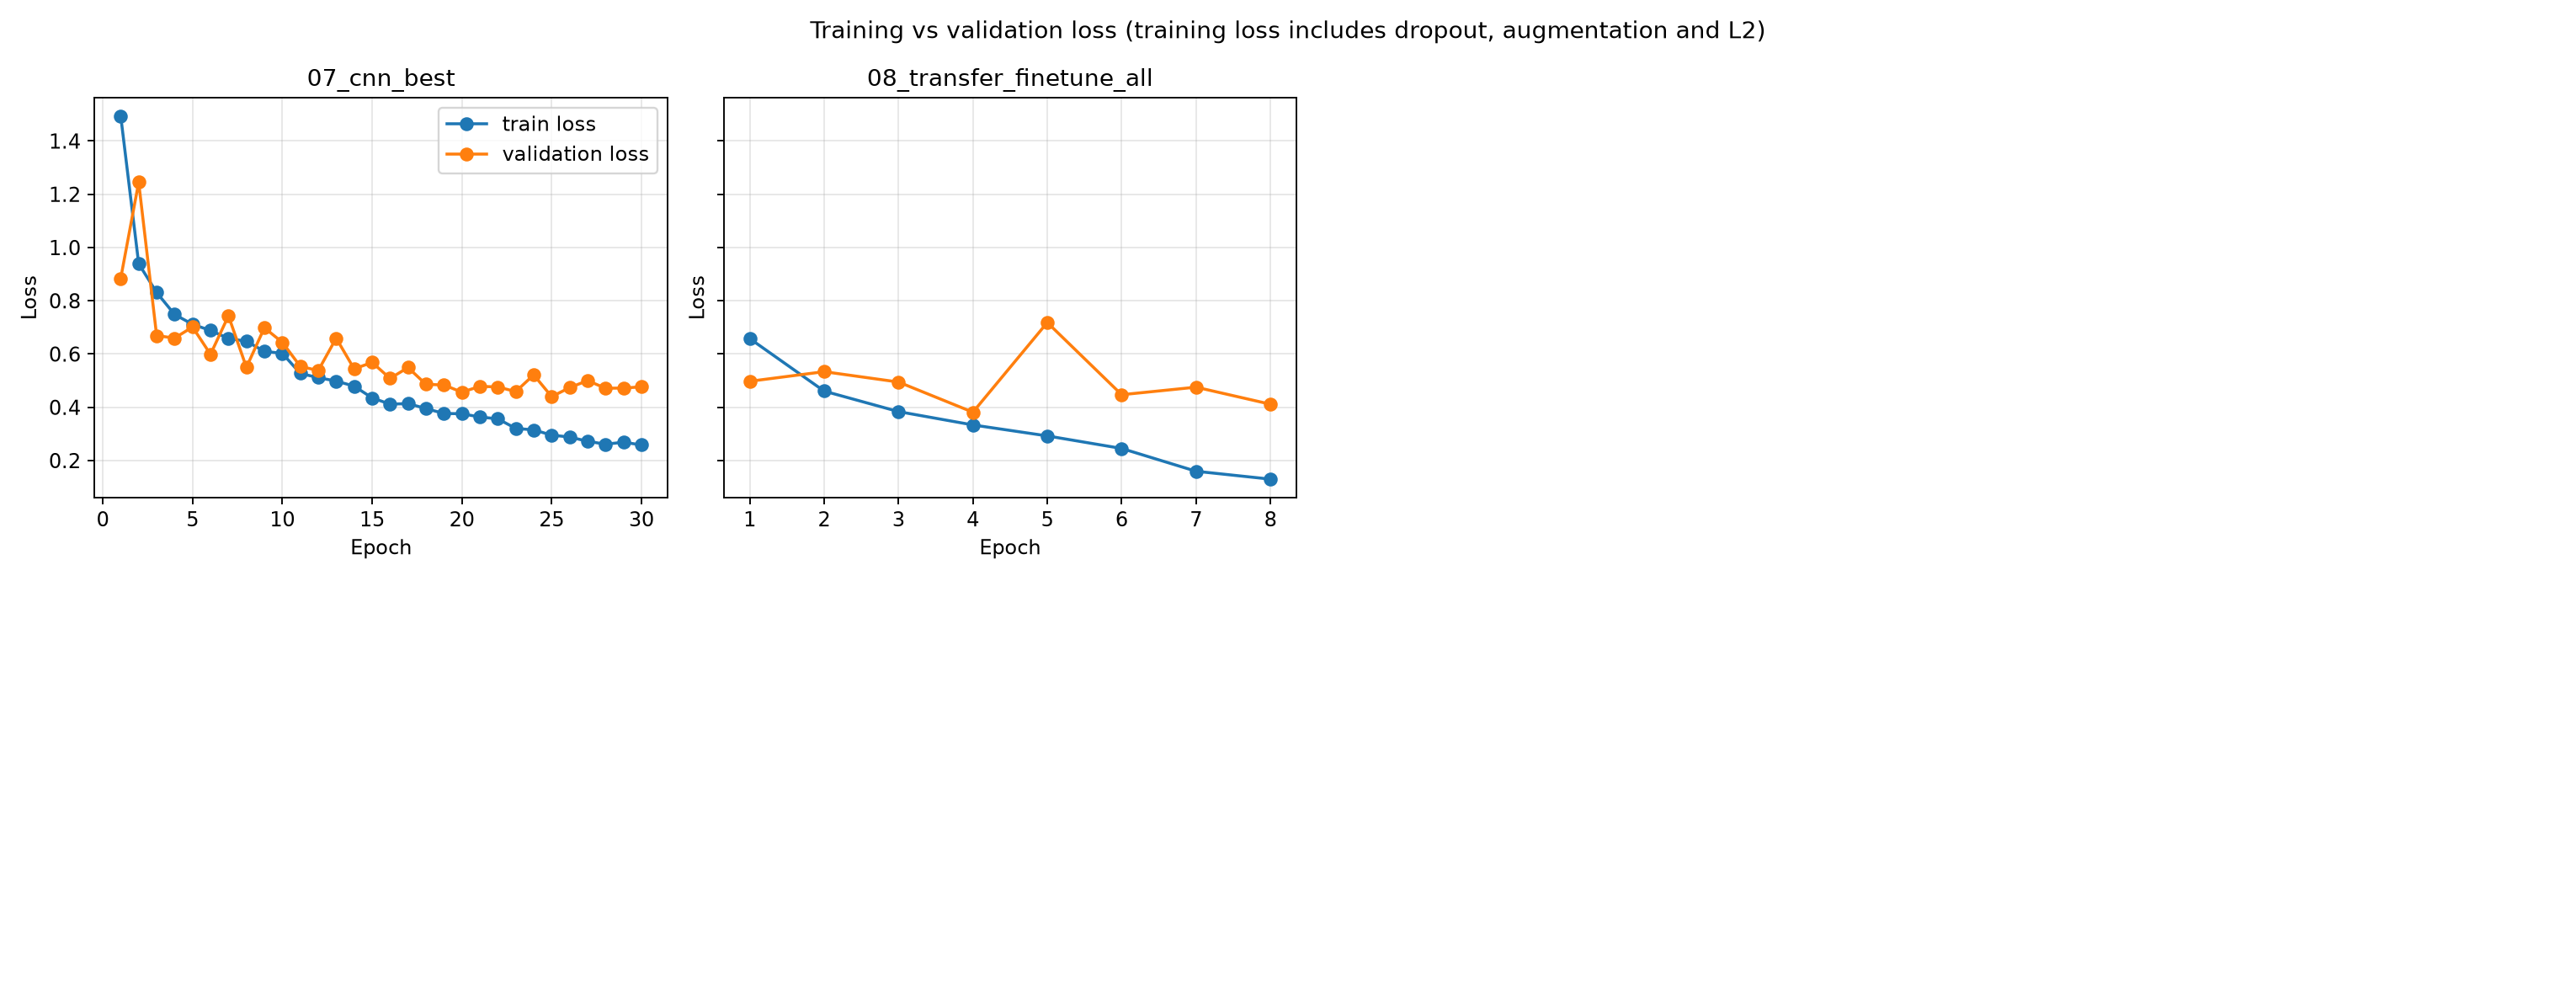 Training vs validation loss (training loss includes dropout, augmentation and L2)
07_cnn_best
train loss
validation loss
Loss
1.4
1.2
1.0
0.8
0.6
0.4
0.2
0 5 10 15 20 25 30
Epoch
08_transfer_finetune_all
Loss
1 2 3 4 5 6 7 8
Epoch